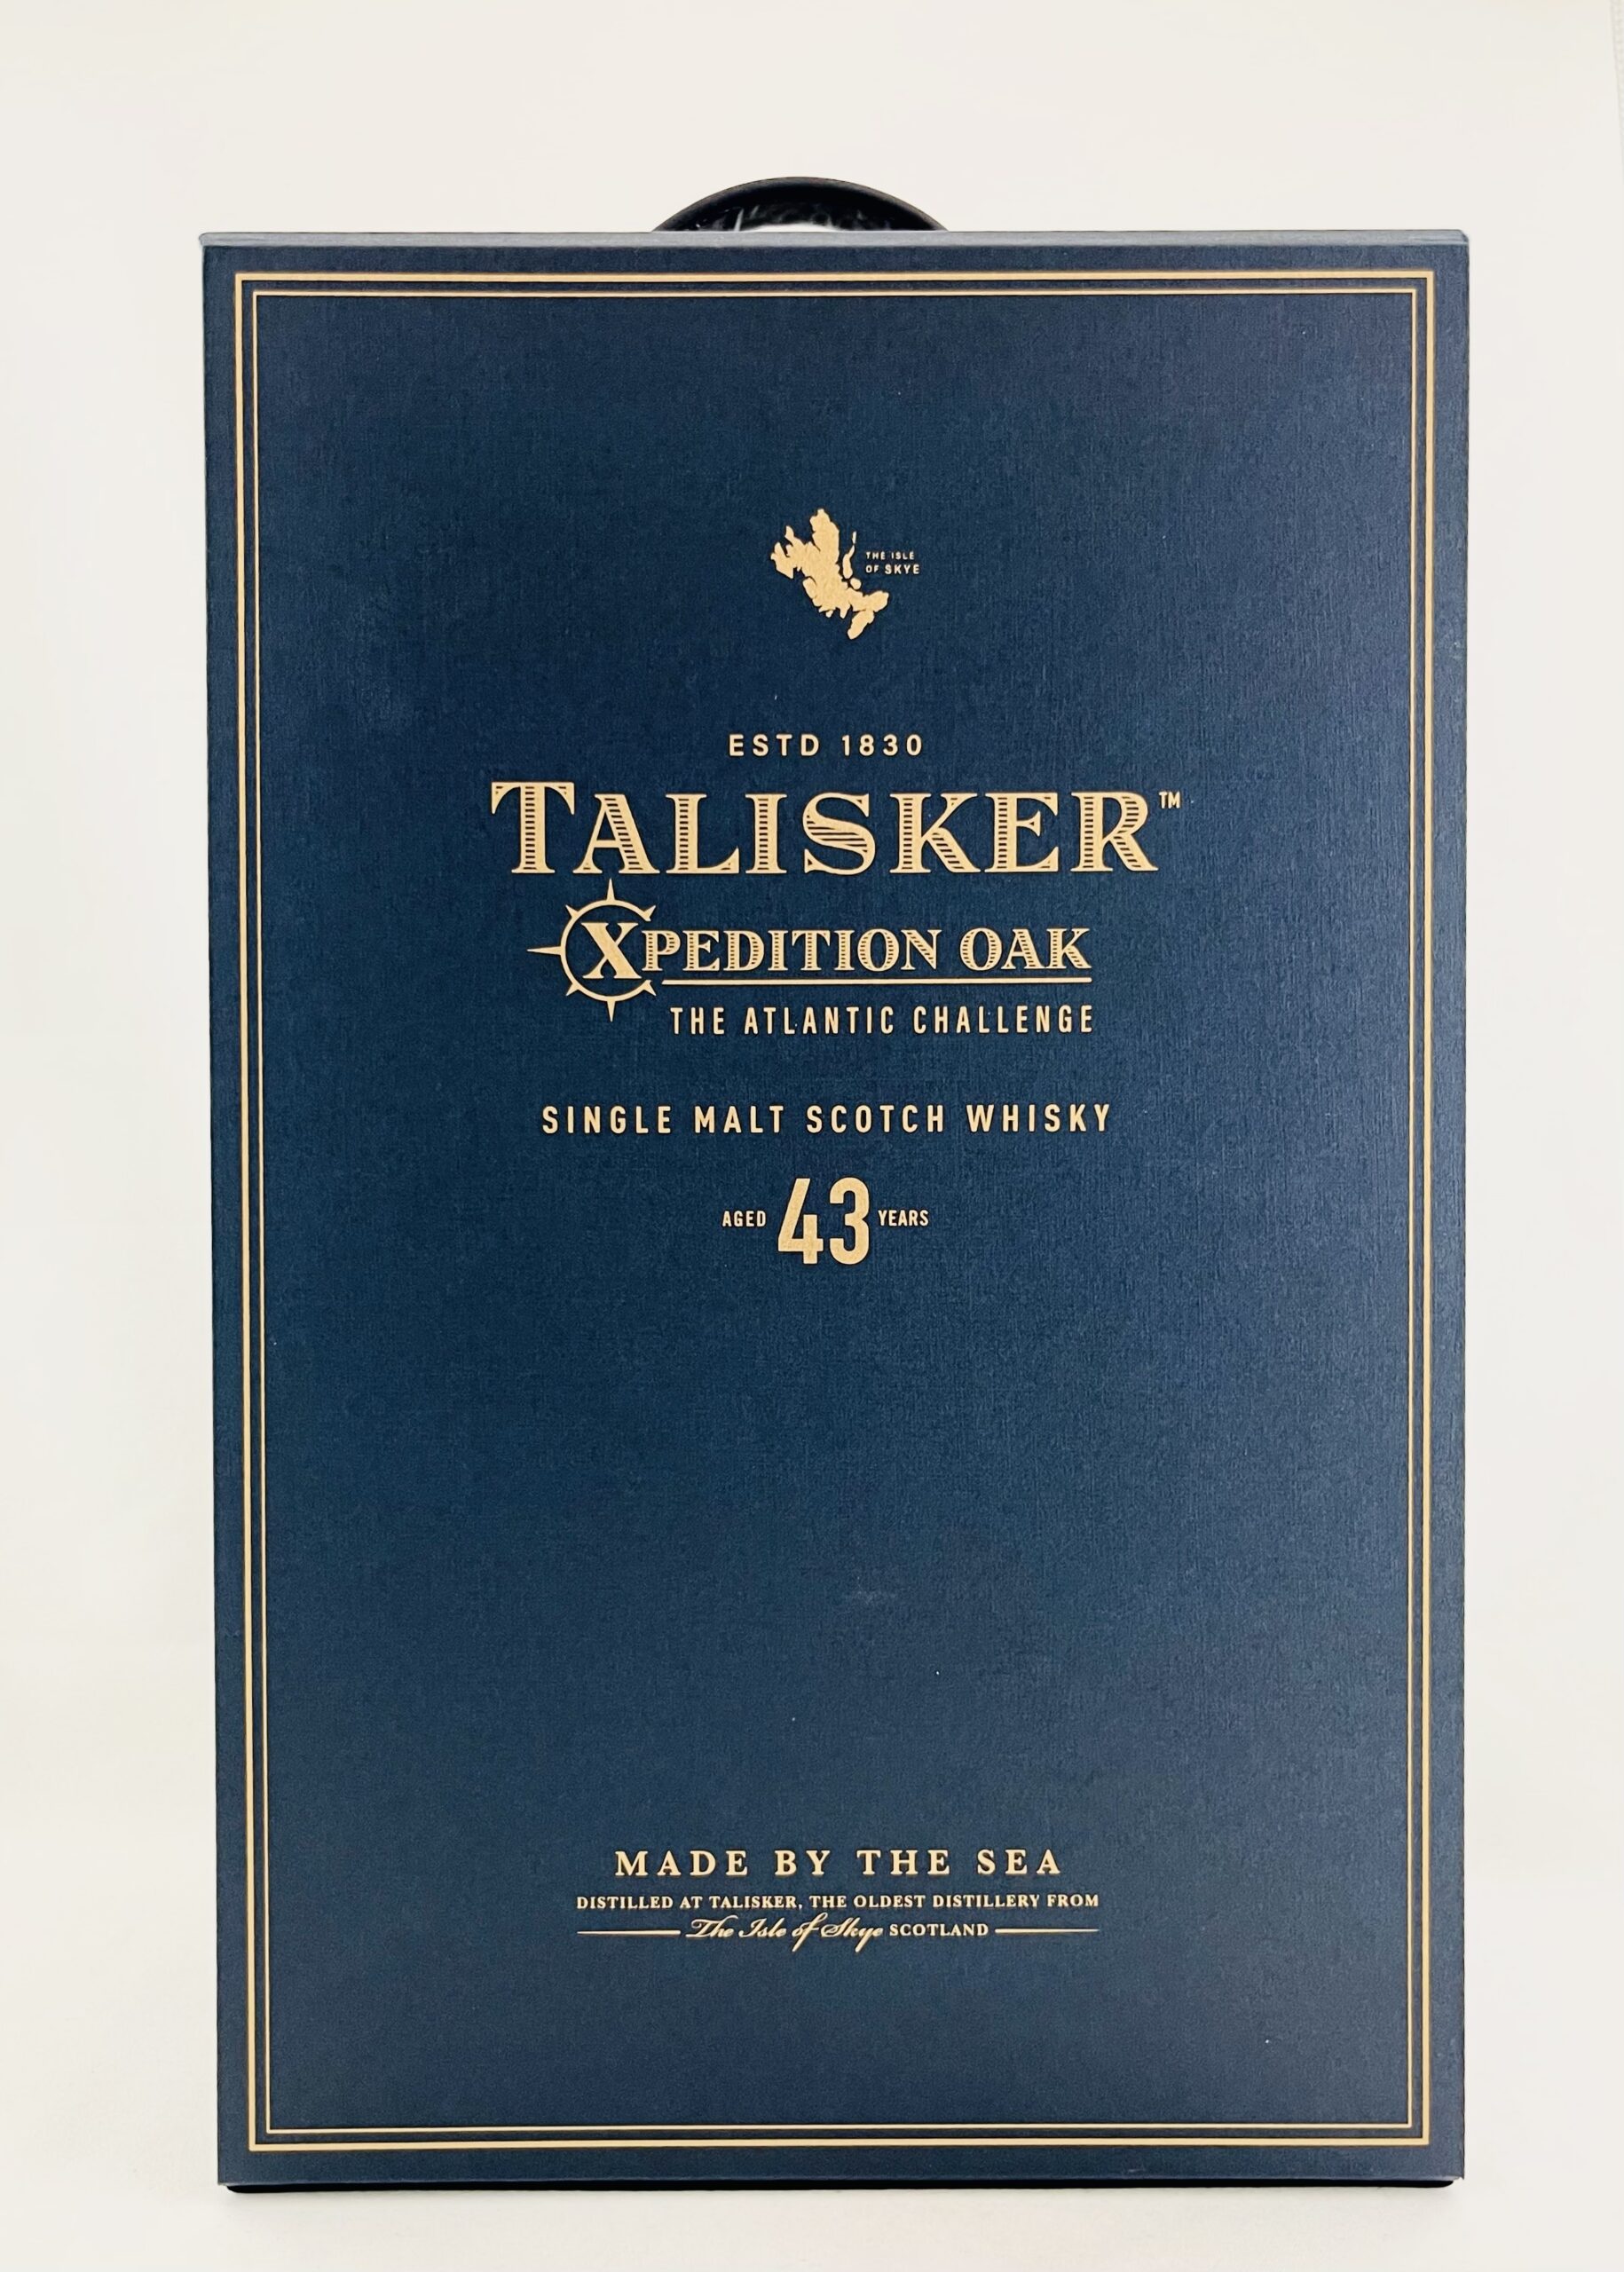 THE ISLE
OF SKYE
ESTD 1830
TALISKER™
XPEDITION OAK
THE ATLANTIC CHALLENGE
SINGLE MALT SCOTCH WHISKY
AGED 43 YEARS
MADE BY THE SEA
DISTILLED AT TALISKER, THE OLDEST DISTILLERY FROM
The Isle of Skye SCOTLAND